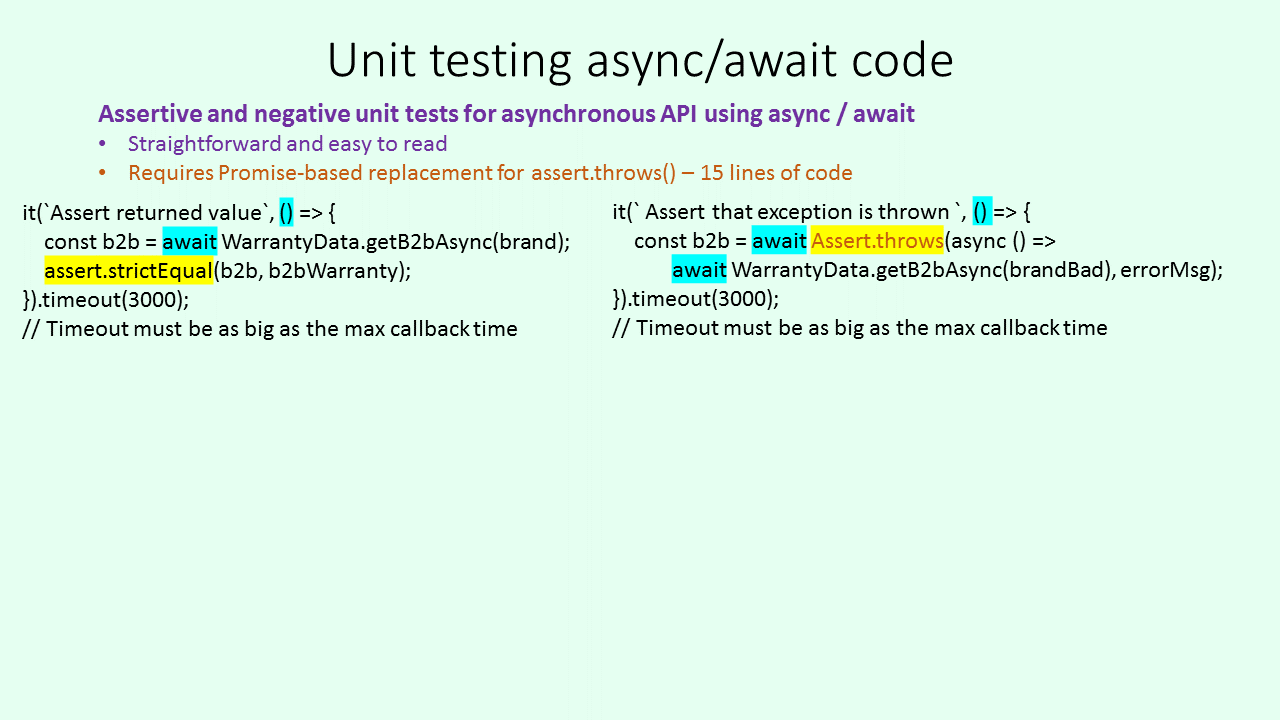 Unit testing async/await code
Assertive and negative unit tests for asynchronous API using async / await
• Straightforward and easy to read
• Requires Promise-based replacement for assert.throws() – 15 lines of code
it(`Assert returned value`, () => {
const b2b = await WarrantyData.getB2bAsync(brand);
assert.strictEqual(b2b, b2bWarranty);
}).timeout(3000);
// Timeout must be as big as the max callback time
it(` Assert that exception is thrown `, () => {
const b2b = await Assert.throws(async () =>
await WarrantyData.getB2bAsync(brandBad), errorMsg);
}).timeout(3000);
// Timeout must be as big as the max callback time